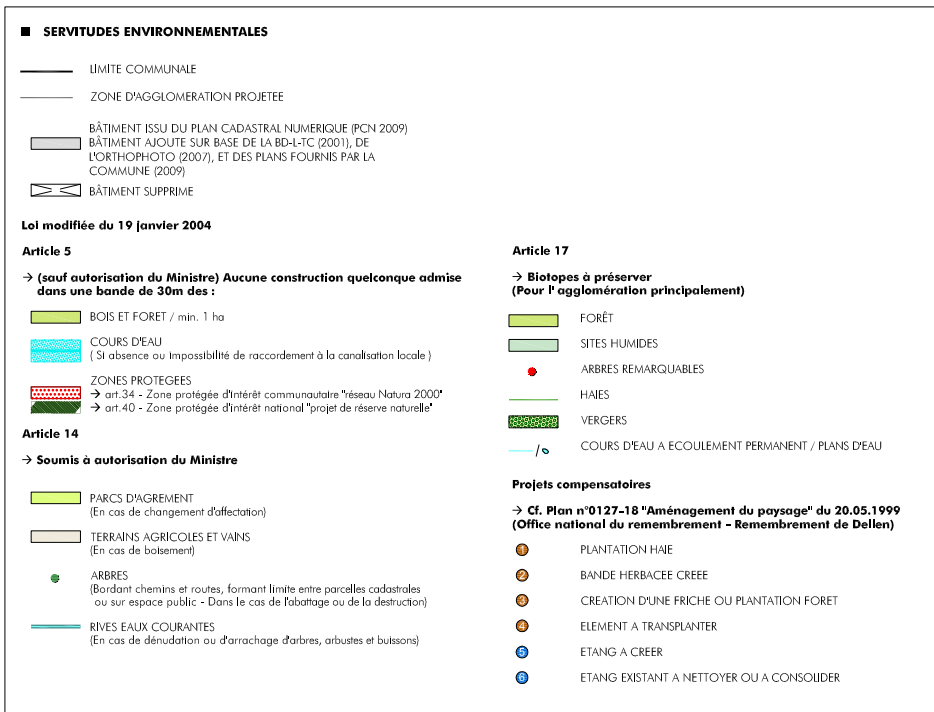 SERVITUDES ENVIRONNEMENTALES
LIMITE COMMUNALE
ZONE D'AGGLOMERATION PROJETEE
BÂTIMENT ISSU DU PLAN CADASTRAL NUMERIQUE (PCN 2009)
BÂTIMENT AJOUTE SUR BASE DE LA BD-L-TC (2001), DE
L'ORTHOPHOTO (2007), ET DES PLANS FOURNIS PAR LA
COMMUNE (2009)
BÂTIMENT SUPPRIME
Loi modifiée du 19 janvier 2004
Article 5
→ (sauf autorisation du Ministre) Aucune construction quelconque admise
dans une bande de 30m des :
BOIS ET FORET / min. 1 ha
COURS D'EAU
( Si absence ou impossibilité de raccordement à la canalisation locale )
ZONES PROTEGEES
→ art.34 - Zone protégée d'intérêt communautaire "réseau Natura 2000"
→ art.40 - Zone protégée d'intérêt national "projet de réserve naturelle"
Article 14
→ Soumis à autorisation du Ministre
PARCS D'AGREMENT
(En cas de changement d'affectation)
TERRAINS AGRICOLES ET VAINS
(En cas de boisement)
ARBRES
(Bordant chemins et routes, formant limite entre parcelles cadastrales
ou sur espace public - Dans le cas de l'abattage ou de la destruction)
RIVES EAUX COURANTES
(En cas de dénudation ou d'arrachage d'arbres, arbustes et buissons)
Article 17
→ Biotopes à préserver
(Pour l'agglomération principalement)
FORÊT
SITES HUMIDES
ARBRES REMARQUABLES
HAIES
VERGERS
/ COURS D'EAU A ECOULEMENT PERMANENT / PLANS D'EAU
Projets compensatoires
→ Cf. Plan n°0127-18 "Aménagement du paysage" du 20.05.1999
(Office national du remembrement - Remembrement de Dellen)
1 PLANTATION HAIE
2 BANDE HERBACEE CREEE
3 CREATION D'UNE FRICHE OU PLANTATION FORET
4 ELEMENT A TRANSPLANTER
5 ETANG A CREER
6 ETANG EXISTANT A NETTOYER OU A CONSOLIDER